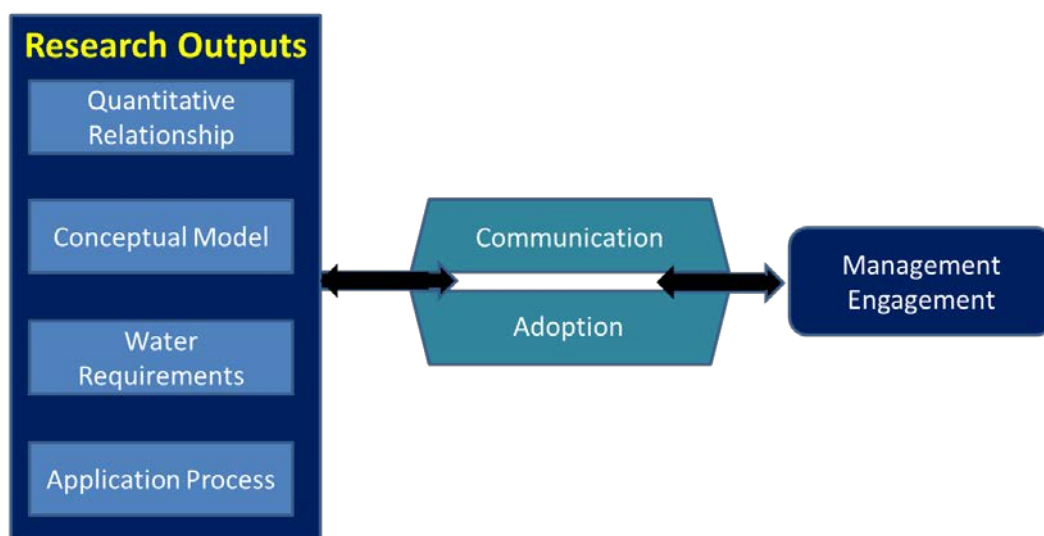 Research Outputs
Quantitative
Relationship
Conceptual Model
Water
Requirements
Application Process
Communication
Adoption
Management
Engagement